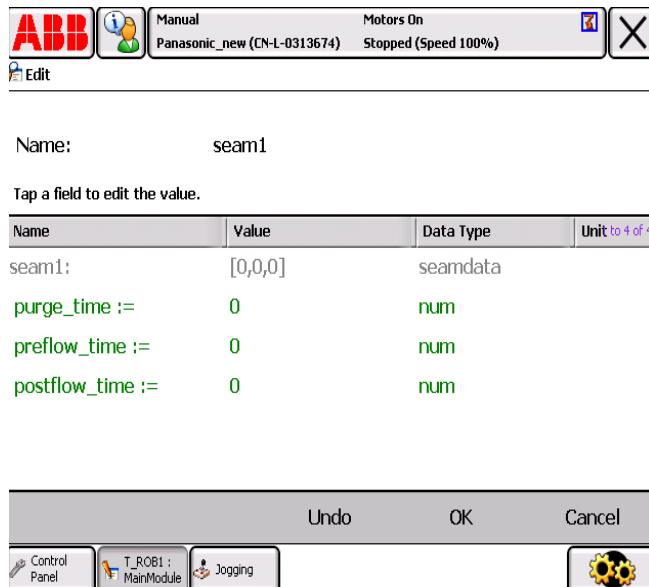 ABB
Manual Motors On
Panasonic_new (CN-L-0313674) Stopped (Speed 100%)
Edit
Name: seam1
Tap a field to edit the value.
Name Value Data Type Unit to 4 of 4
seam1: [0,0,0] seamdata
purge_time := 0 num
preflow_time := 0 num
postflow_time := 0 num
Undo OK Cancel
Control Panel
T_ROB1 : MainModule
Jogging